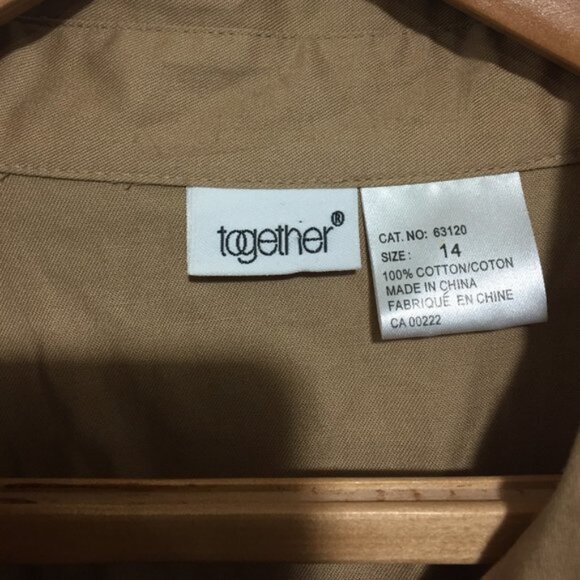 together®
CAT. NO: 63120
SIZE: 14
100% COTTON/COTON
MADE IN CHINA
FABRIQUÉ EN CHINE
CA 00222